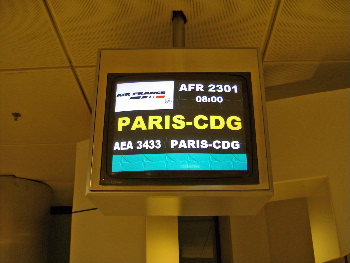 AIR FRANCE
AFR 2301
08:00
PARIS-CDG
AEA 3433 PARIS-CDG